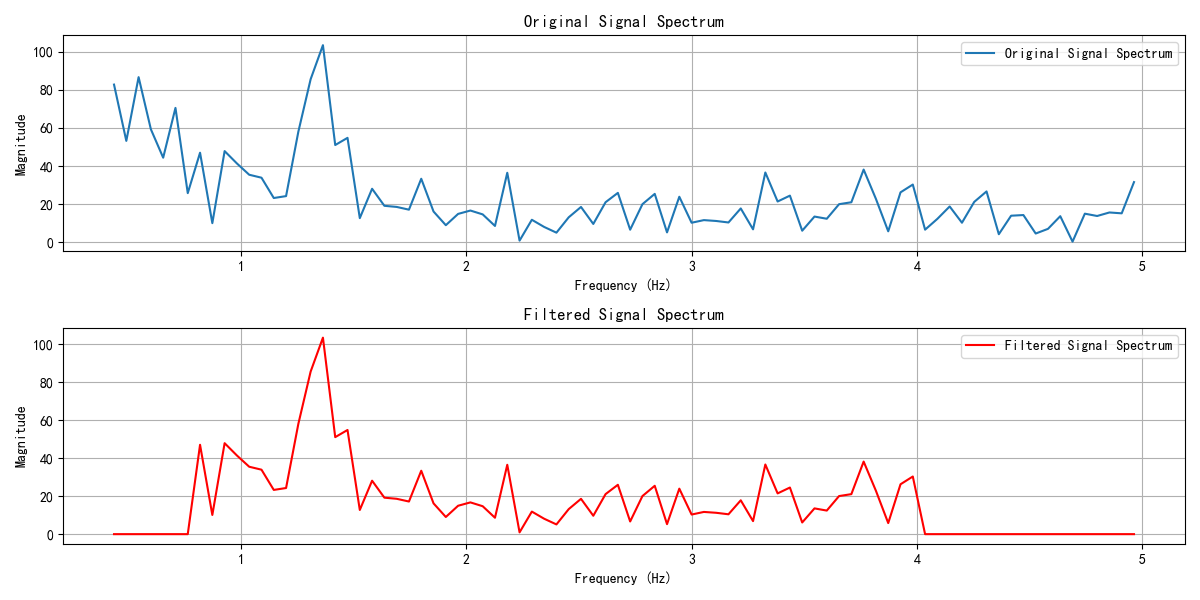 Original Signal Spectrum
Original Signal Spectrum
Magnitude
100
80
60
40
20
0
1
2
3
4
5
Frequency (Hz)
Filtered Signal Spectrum
Filtered Signal Spectrum
Magnitude
100
80
60
40
20
0
1
2
3
4
5
Frequency (Hz)